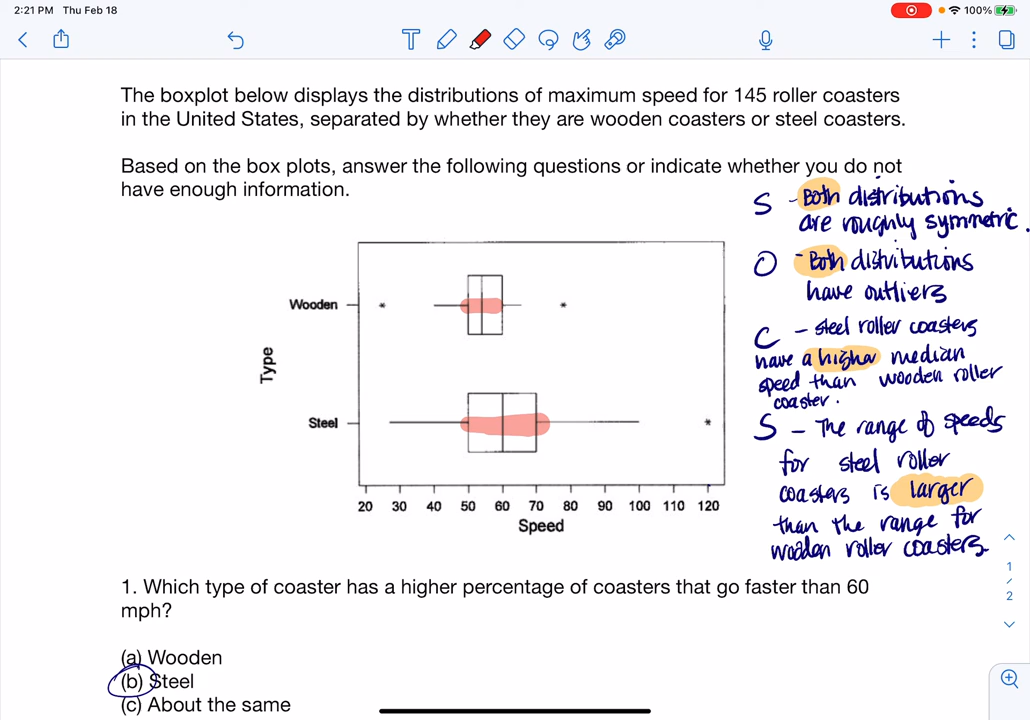 2:21 PM Thu Feb 18
100%
The boxplot below displays the distributions of maximum speed for 145 roller coasters
in the United States, separated by whether they are wooden coasters or steel coasters.
Based on the box plots, answer the following questions or indicate whether you do not
have enough information.
S - Both distributions
are roughly symmetric.
O - Both distributions
have outliers
C - steel roller coasters
have a higher median
speed than wooden roller
coaster.
S - The range of speeds
for steel roller
coasters is larger
than the range for
wooden roller coasters.
Wooden
Type
Steel
20 30 40 50 60 70 80 90 100 110 120
Speed
1. Which type of coaster has a higher percentage of coasters that go faster than 60
mph?
(a) Wooden
(b) Steel
(c) About the same
1
/
2